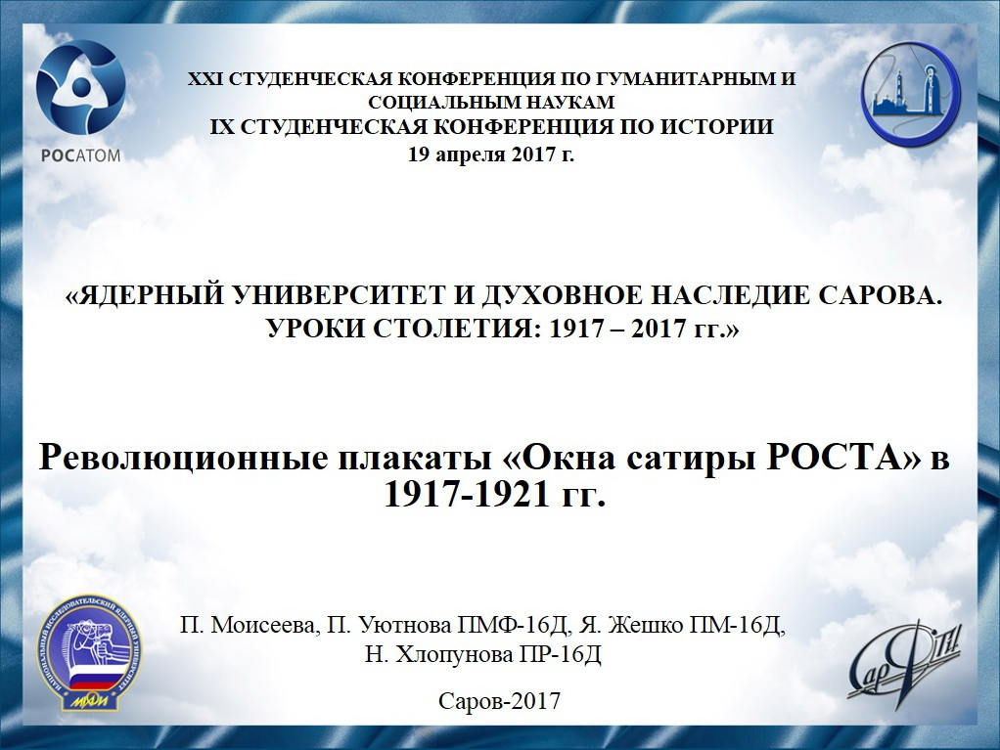 XXI СТУДЕНЧЕСКАЯ КОНФЕРЕНЦИЯ ПО ГУМАНИТАРНЫМ И
СОЦИАЛЬНЫМ НАУКАМ
IX СТУДЕНЧЕСКАЯ КОНФЕРЕНЦИЯ ПО ИСТОРИИ
19 апреля 2017 г.
РОСАТОМ
«ЯДЕРНЫЙ УНИВЕРСИТЕТ И ДУХОВНОЕ НАСЛЕДИЕ САРОВА.
УРОКИ СТОЛЕТИЯ: 1917 – 2017 гг.»
Революционные плакаты «Окна сатиры РОСТА» в
1917-1921 гг.
НАЦИОНАЛЬНЫЙ ИССЛЕДОВАТЕЛЬСКИЙ ЯДЕРНЫЙ УНИВЕРСИТЕТ
МИФИ
П. Моисеева, П. Уютнова ПМФ-16Д, Я. Жешко ПМ-16Д,
Н. Хлопунова ПР-16Д
СарФТИ
Саров-2017